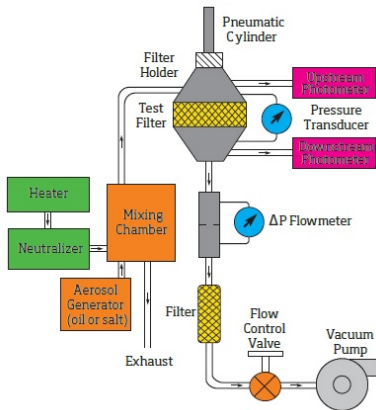 Pneumatic
Cylinder
Filter
Holder
Upstream
Photometer
Test
Filter
Pressure
Transducer
Downstream
Photometer
Heater
Mixing
Chamber
ΔP Flowmeter
Neutralizer
Aerosol
Generator
(oil or salt)
Filter
Flow
Control
Valve
Vacuum
Pump
Exhaust